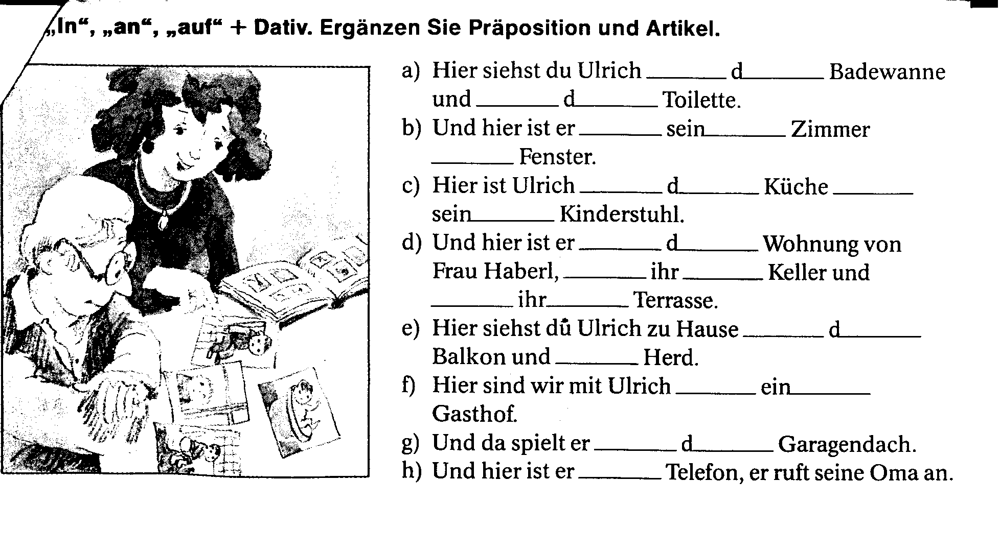 „In“, „an“, „auf“ + Dativ. Ergänzen Sie Präposition und Artikel.
a) Hier siehst du Ulrich ______ d______ Badewanne
und ______ d______ Toilette.
b) Und hier ist er ______ sein______ Zimmer
______ Fenster.
c) Hier ist Ulrich ______ d______ Küche ______
sein______ Kinderstuhl.
d) Und hier ist er ______ d______ Wohnung von
Frau Haberl, ______ ihr______ Keller und
______ ihr______ Terrasse.
e) Hier siehst du Ulrich zu Hause ______ d______
Balkon und ______ Herd.
f) Hier sind wir mit Ulrich ______ ein______
Gasthof.
g) Und da spielt er ______ d______ Garagendach.
h) Und hier ist er ______ Telefon, er ruft seine Oma an.